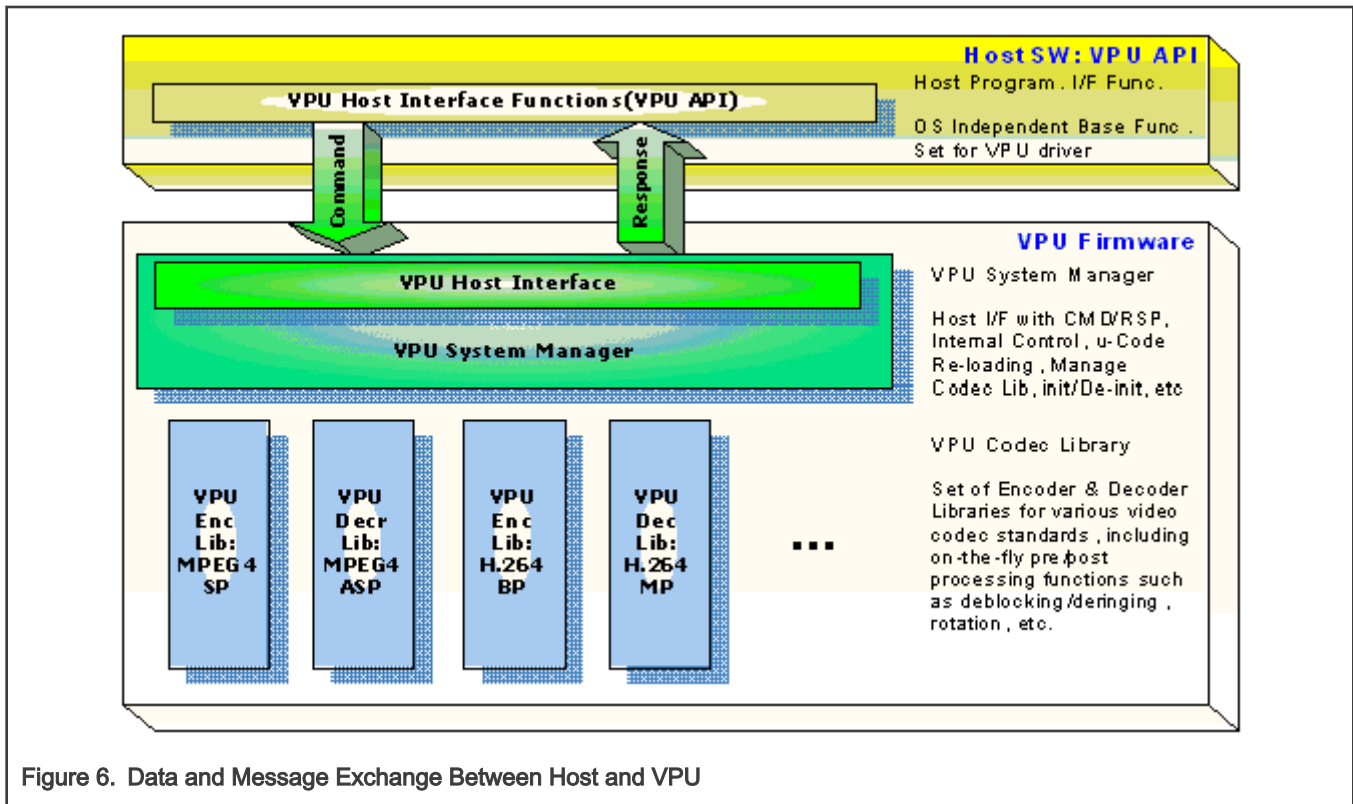 HostSW: VPU API
Host Program. I/F Func.
OS Independent Base Func.
Set for VPU driver
VPU Host Interface Functions(VPU API)
Command
Response
VPU Firmware
VPU Host Interface
VPU System Manager
VPU System Manager
Host I/F with CMD/RSP,
Internal Control, u-Code
Re-loading, Manage
Codec Lib, init/De-init, etc
VPU Codec Library
Set of Encoder & Decoder
Libraries for various video
codec standards, including
on-the-fly pre/post
processing functions such
as deblocking/deringing,
rotation, etc.
VPU
Enc
Lib:
MPEG4
SP
VPU
Decr
Lib:
MPEG4
ASP
VPU
Enc
Lib:
H.264
BP
VPU
Dec
Lib:
H.264
MP
...
Figure 6. Data and Message Exchange Between Host and VPU